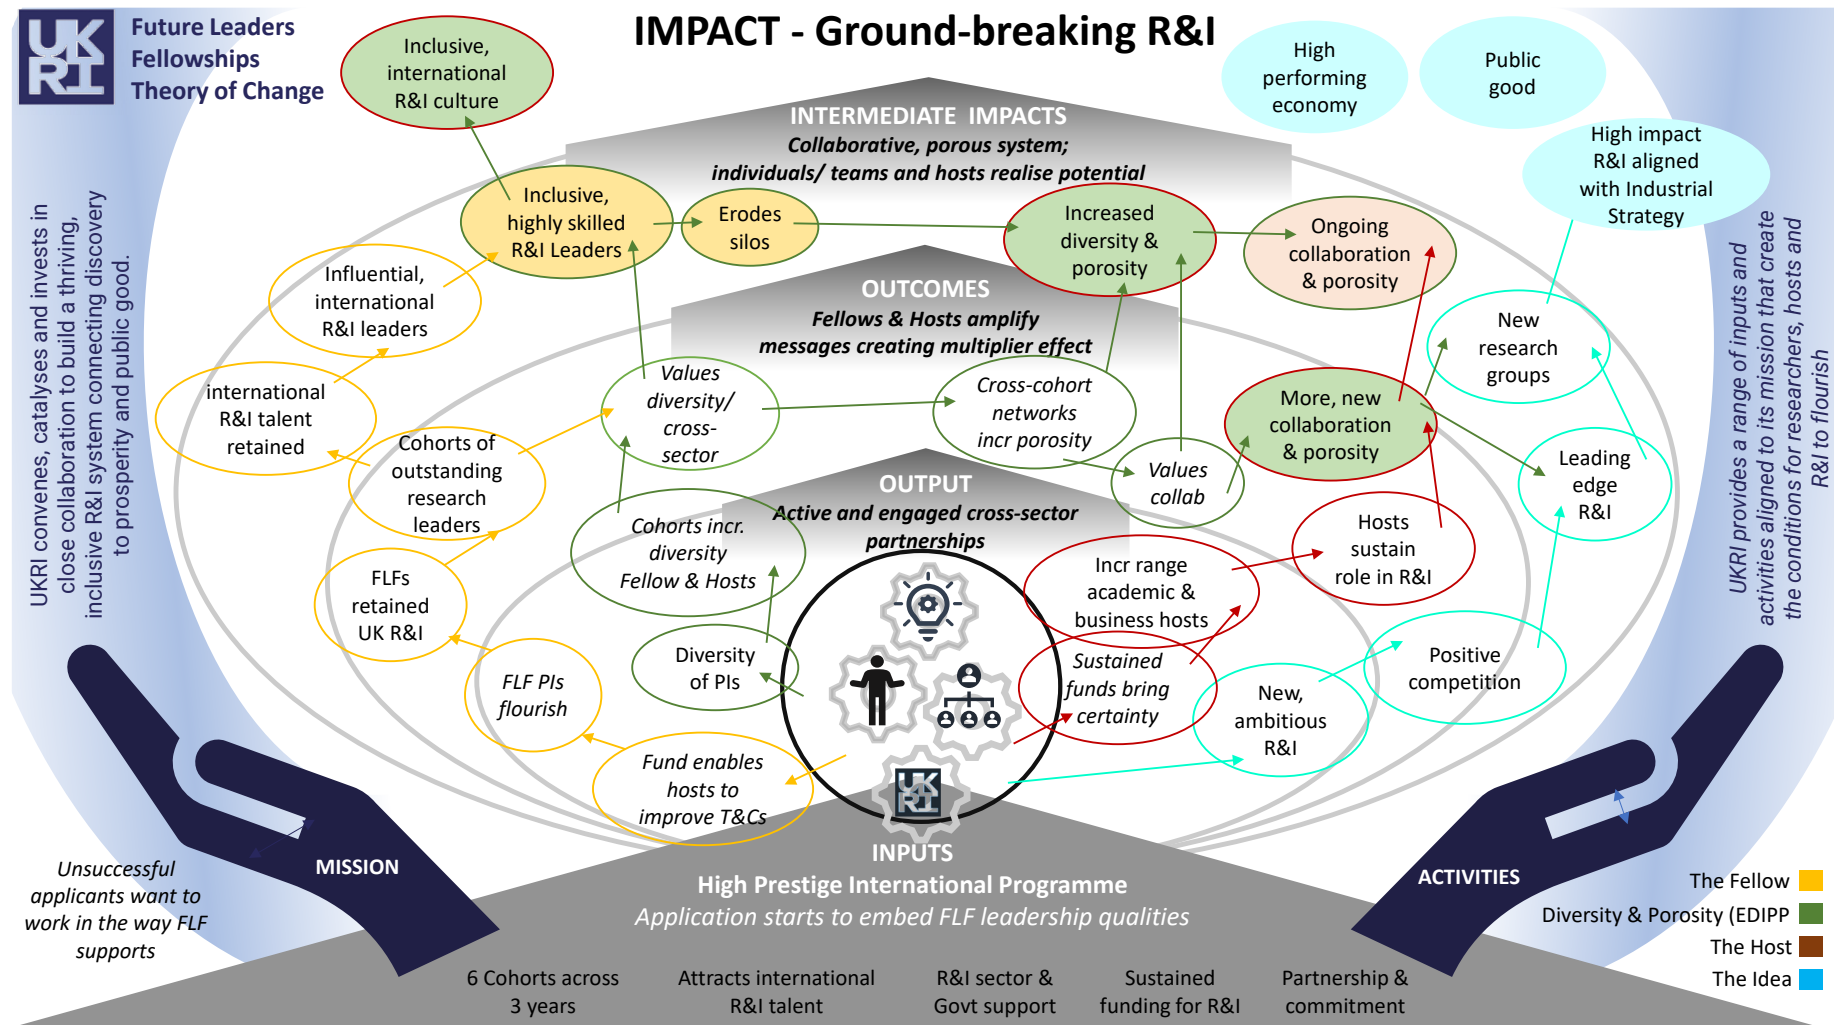 UK
RI
Future Leaders
Fellowships
Theory of Change
IMPACT - Ground-breaking R&I
Inclusive,
international
R&I culture
High
performing
economy
Public
good
High impact
R&I aligned
with Industrial
Strategy
INTERMEDIATE IMPACTS
Collaborative, porous system;
individuals/ teams and hosts realise potential
Inclusive,
highly skilled
R&I Leaders
Erodes
silos
Increased
diversity &
porosity
Ongoing
collaboration
& porosity
Influential,
international
R&I leaders
OUTCOMES
Fellows & Hosts amplify
messages creating multiplier effect
New
research
groups
international
R&I talent
retained
Values
diversity/
cross-
sector
Cross-cohort
networks
incr porosity
More, new
collaboration
& porosity
Cohorts of
outstanding
research
leaders
Values
collab
Leading
edge
R&I
OUTPUT
Active and engaged cross-sector
partnerships
Cohorts incr.
diversity
Fellow & Hosts
Hosts
sustain
role in R&I
FLFs
retained
UK R&I
Incr range
academic &
business hosts
Diversity
of PIs
Sustained
funds bring
certainty
Positive
competition
FLF PIs
flourish
New,
ambitious
R&I
Fund enables
hosts to
improve T&Cs
UK
RI
UKRI convenes, catalyses and invests in
close collaboration to build a thriving,
inclusive R&I system connecting discovery
to prosperity and public good.
UKRI provides a range of inputs and
activities aligned to its mission that create
the conditions for researchers, hosts and
R&I to flourish
MISSION
ACTIVITIES
Unsuccessful
applicants want to
work in the way FLF
supports
INPUTS
High Prestige International Programme
Application starts to embed FLF leadership qualities
6 Cohorts across
3 years
Attracts international
R&I talent
R&I sector &
Govt support
Sustained
funding for R&I
Partnership &
commitment
The Fellow
Diversity & Porosity (EDIPP
The Host
The Idea